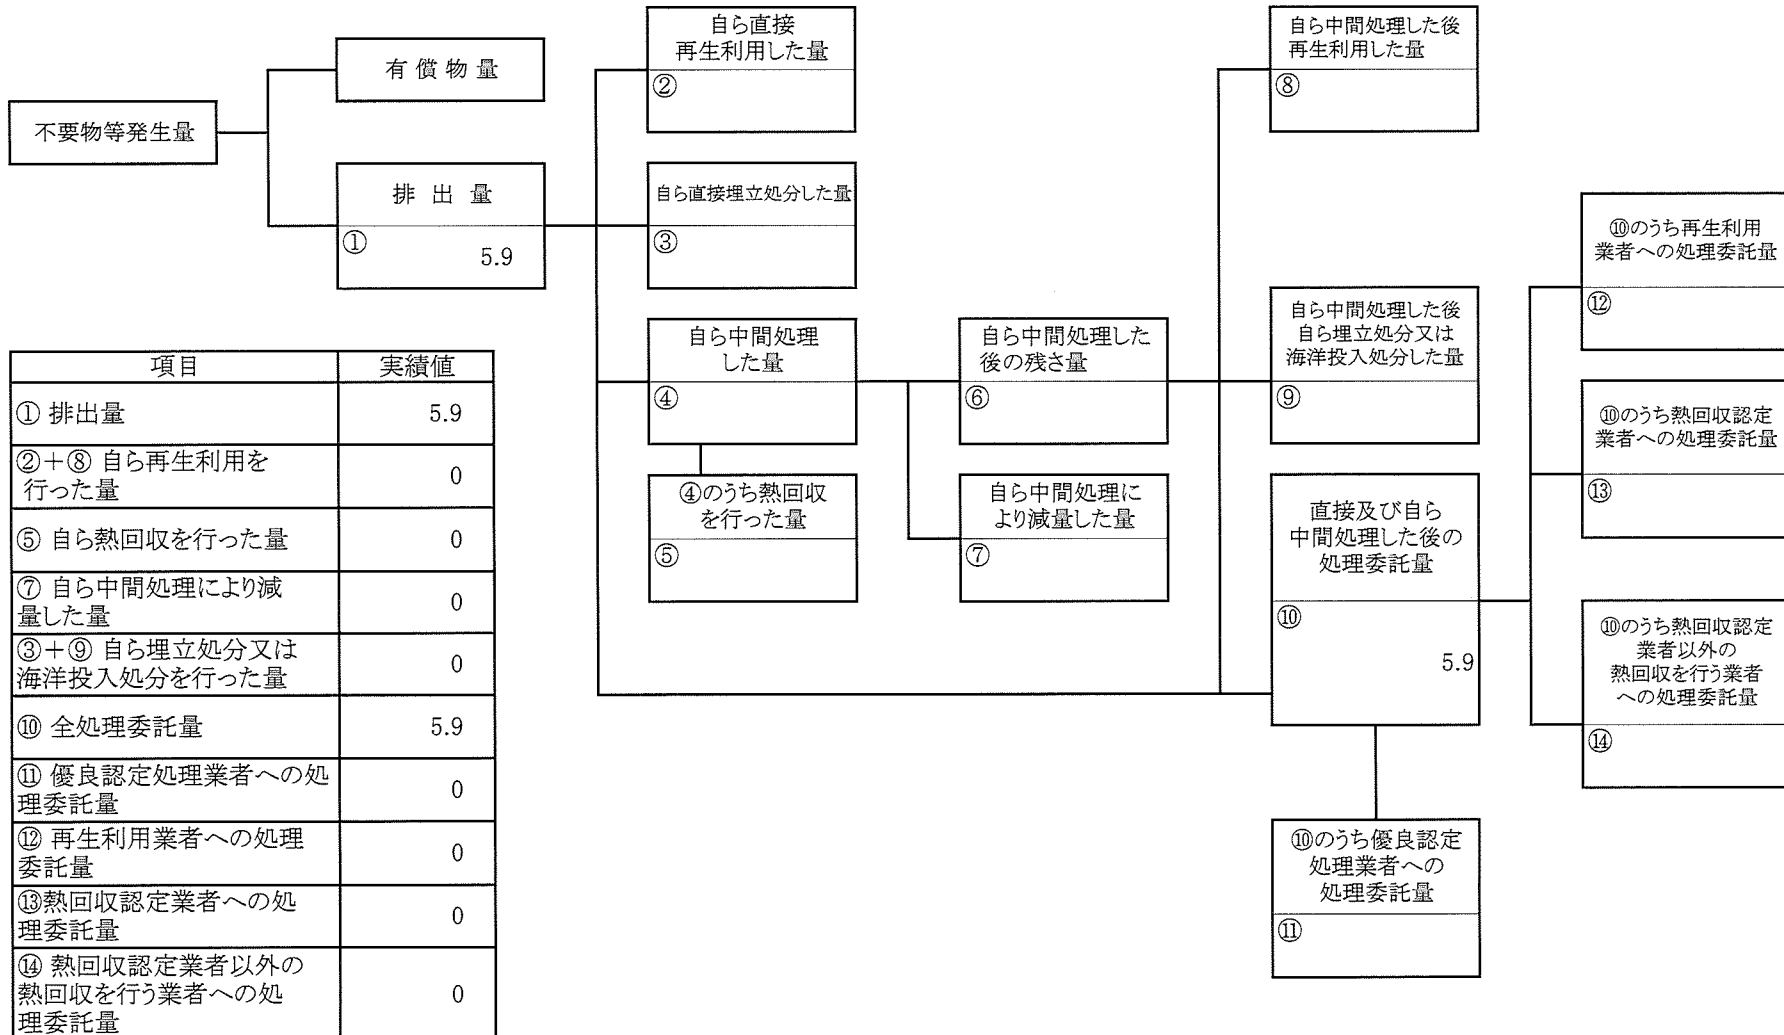 不要物等発生量
有 償 物 量
排 出 量
①
5.9
自ら直接
再生利用した量
②
自ら直接埋立処分した量
③
自ら中間処理
した量
④
④のうち熱回収
を行った量
⑤
自ら中間処理した
後の残さ量
⑥
自ら中間処理に
より減量した量
⑦
自ら中間処理した後
再生利用した量
⑧
自ら中間処理した後
自ら埋立処分又は
海洋投入処分した量
⑨
直接及び自ら
中間処理した後の
処理委託量
⑩
5.9
⑩のうち優良認定
処理業者への
処理委託量
⑪
⑩のうち再生利用
業者への処理委託量
⑫
⑩のうち熱回収認定
業者への処理委託量
⑬
⑩のうち熱回収認定
業者以外の
熱回収を行う業者
への処理委託量
⑭
項目 実績値
① 排出量 5.9
②＋⑧ 自ら再生利用を
行った量 0
⑤ 自ら熱回収を行った量 0
⑦ 自ら中間処理により減
量した量 0
③＋⑨ 自ら埋立処分又は
海洋投入処分を行った量 0
⑩ 全処理委託量 5.9
⑪ 優良認定処理業者への処
理委託量 0
⑫ 再生利用業者への処理
委託量 0
⑬熱回収認定業者への処
理委託量 0
⑭ 熱回収認定業者以外の
熱回収を行う業者への処
理委託量 0